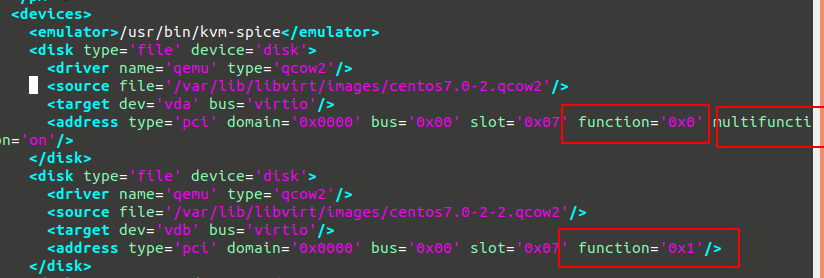 <devices>
<emulator>/usr/bin/kvm-spice</emulator>
<disk type='file' device='disk'>
<driver name='qemu' type='qcow2'/>
<source file='/var/lib/libvirt/images/centos7.0-2.qcow2'/>
<target dev='vda' bus='virtio'/>
<address type='pci' domain='0x0000' bus='0x00' slot='0x07' function='0x0' multifuncti
on='on'/>
</disk>
<disk type='file' device='disk'>
<driver name='qemu' type='qcow2'/>
<source file='/var/lib/libvirt/images/centos7.0-2-2.qcow2'/>
<target dev='vdb' bus='virtio'/>
<address type='pci' domain='0x0000' bus='0x00' slot='0x07' function='0x1'/>
</disk>